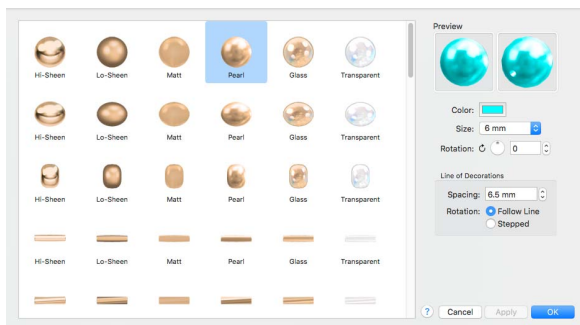 Hi-Sheen Lo-Sheen Matt Pearl Glass Transparent
Hi-Sheen Lo-Sheen Matt Pearl Glass Transparent
Hi-Sheen Lo-Sheen Matt Pearl Glass Transparent
Hi-Sheen Lo-Sheen Matt Pearl Glass Transparent
Preview
Color:
Size: 6 mm
Rotation: 0
Line of Decorations
Spacing: 6.5 mm
Rotation: Follow Line
Stepped
? Cancel Apply OK